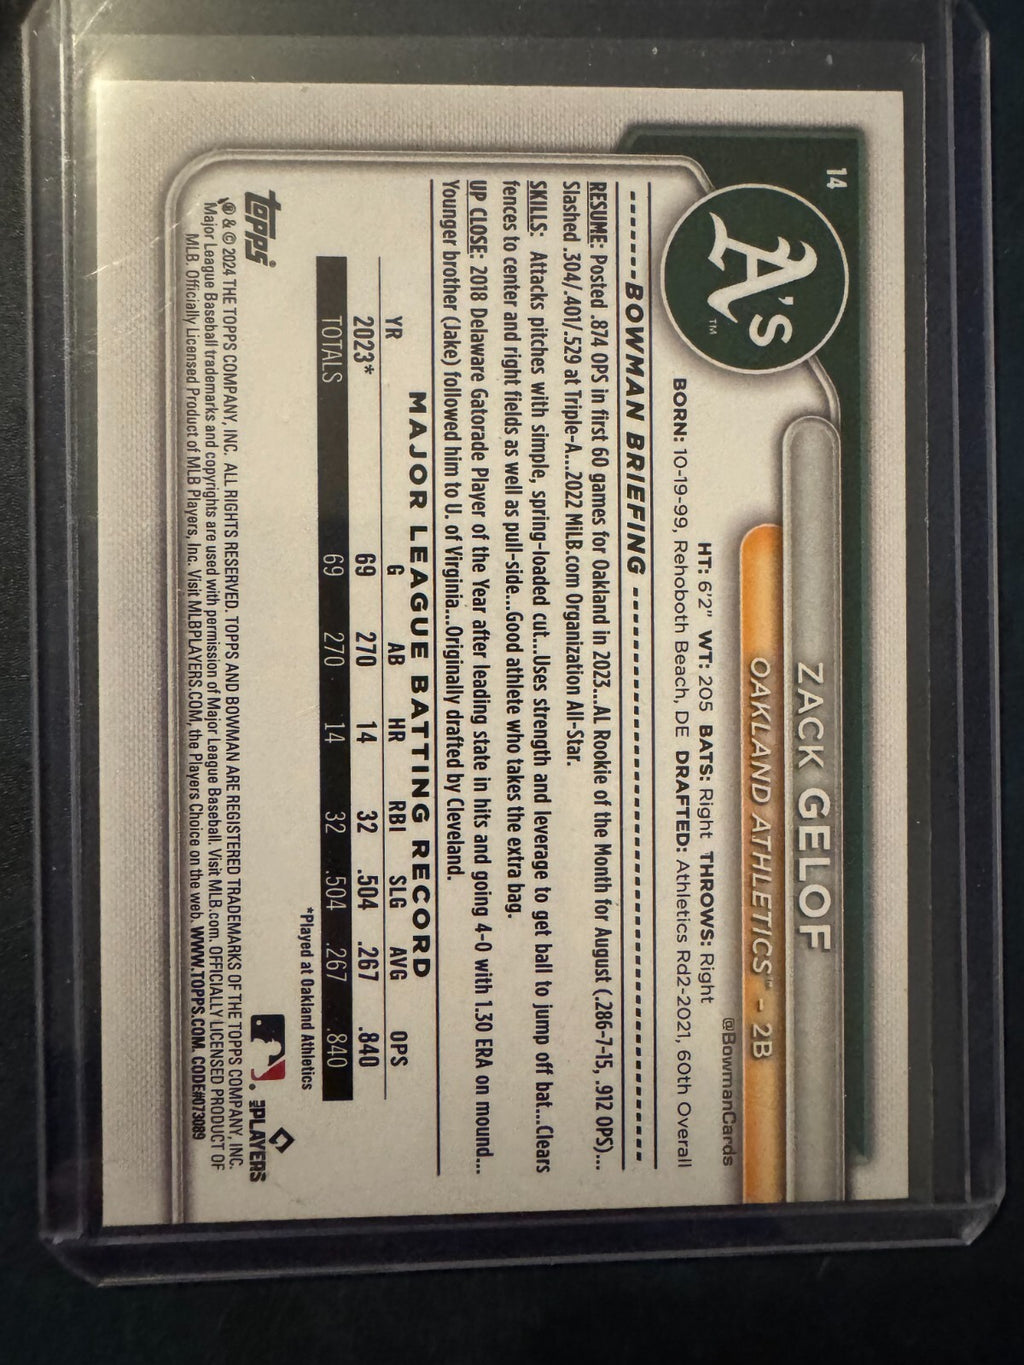 14
A's™
ZACK GELOF
OAKLAND ATHLETICS™ - 2B
@BowmanCards
HT: 6'2" WT: 205 BATS: Right THROWS: Right
BORN: 10-19-99, Rehoboth Beach, DE DRAFTED: Athletics Rd2-2021, 60th Overall
BOWMAN BRIEFING
RESUME: Posted .874 OPS in first 60 games for Oakland in 2023...AL Rookie of the Month for August (.286-7-15, .912 OPS)...
Slashed .304/.401/.529 at Triple-A...2022 MiLB.com Organization All-Star.
SKILLS: Attacks pitches with simple, spring-loaded cut...Uses strength and leverage to get ball to jump off bat...Clears
fences to center and right fields as well as pull-side...Good athlete who takes the extra bag.
UP CLOSE: 2018 Delaware Gatorade Player of the Year after leading state in hits and going 4-0 with 1.30 ERA on mound...
Younger brother (Jake) followed him to U. of Virginia...Originally drafted by Cleveland.
MAJOR LEAGUE BATTING RECORD
YR G AB HR RBI SLG AVG OPS
2023* 69 270 14 32 .504 .267 .840
TOTALS 69 270 14 32 .504 .267 .840
*Played at Oakland Athletics
topps®
MLB PLAYERS
® & © 2024 THE TOPPS COMPANY, INC. ALL RIGHTS RESERVED. TOPPS AND BOWMAN ARE REGISTERED TRADEMARKS OF THE TOPPS COMPANY, INC.
Major League Baseball trademarks and copyrights are used with permission of Major League Baseball. Visit MLB.com. OFFICIALLY LICENSED PRODUCT OF
MLB. Officially Licensed Product of MLB Players, Inc. Visit MLBPLAYERS.COM, the Players Choice on the web. WWW.TOPPS.COM. CODE#073089